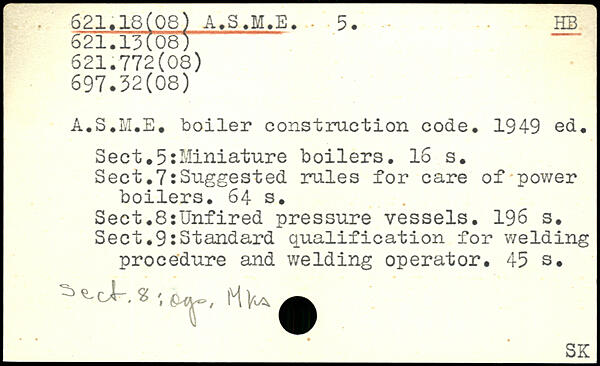 621.18(08) A.S.M.E. 5. HB
621.13(08)
621.772(08)
697.32(08)
A.S.M.E. boiler construction code. 1949 ed.
Sect.5:Miniature boilers. 16 s.
Sect.7:Suggested rules for care of power
boilers. 64 s.
Sect.8:Unfired pressure vessels. 196 s.
Sect.9:Standard qualification for welding
procedure and welding operator. 45 s.
Sect. 8: ogs. Mks
SK